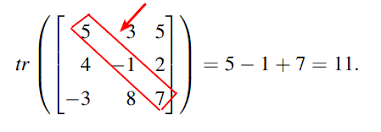 5 3 5
tr ( [ 4 −1 2 ] ) = 5 − 1 + 7 = 11.
−3 8 7